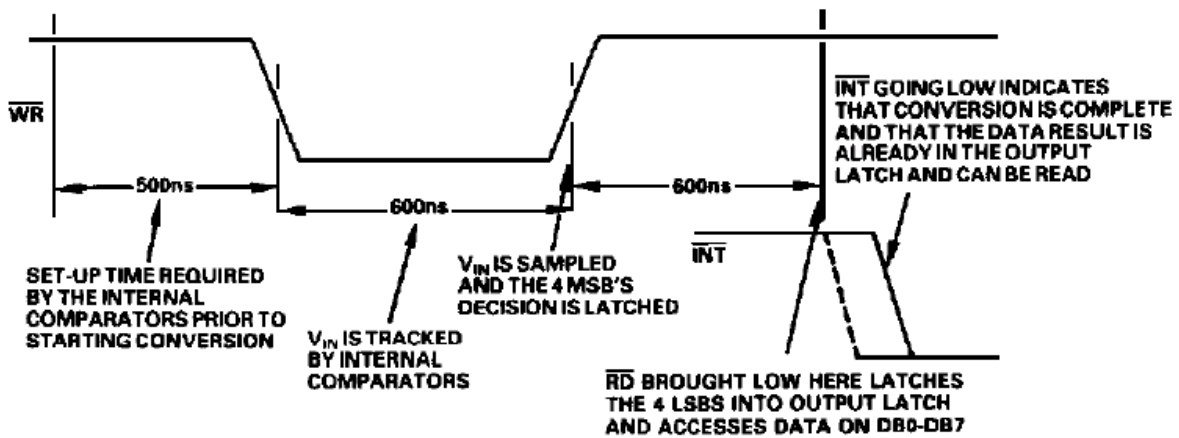 WR
500ns
600ns
600ns
SET-UP TIME REQUIRED
BY THE INTERNAL
COMPARATORS PRIOR TO
STARTING CONVERSION
VIN IS TRACKED
BY INTERNAL
COMPARATORS
VIN IS SAMPLED
AND THE 4 MSB'S
DECISION IS LATCHED
INT GOING LOW INDICATES
THAT CONVERSION IS COMPLETE
AND THAT THE DATA RESULT IS
ALREADY IN THE OUTPUT
LATCH AND CAN BE READ
INT
RD BROUGHT LOW HERE LATCHES
THE 4 LSBS INTO OUTPUT LATCH
AND ACCESSES DATA ON DB0-DB7